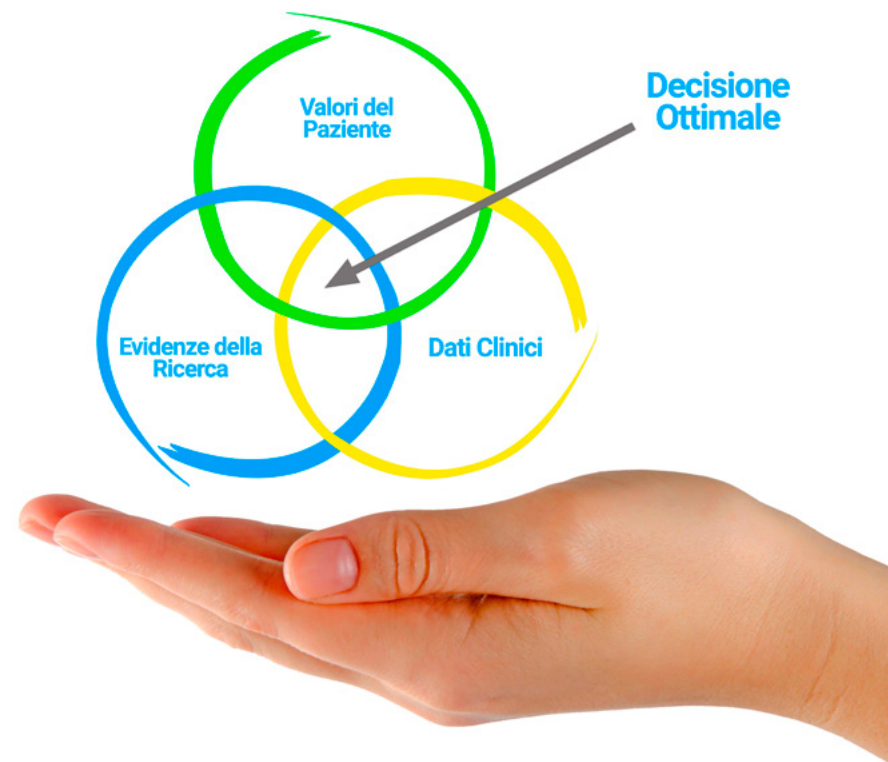 Valori del
Paziente
Decisione
Ottimale
Evidenze della
Ricerca
Dati Clinici